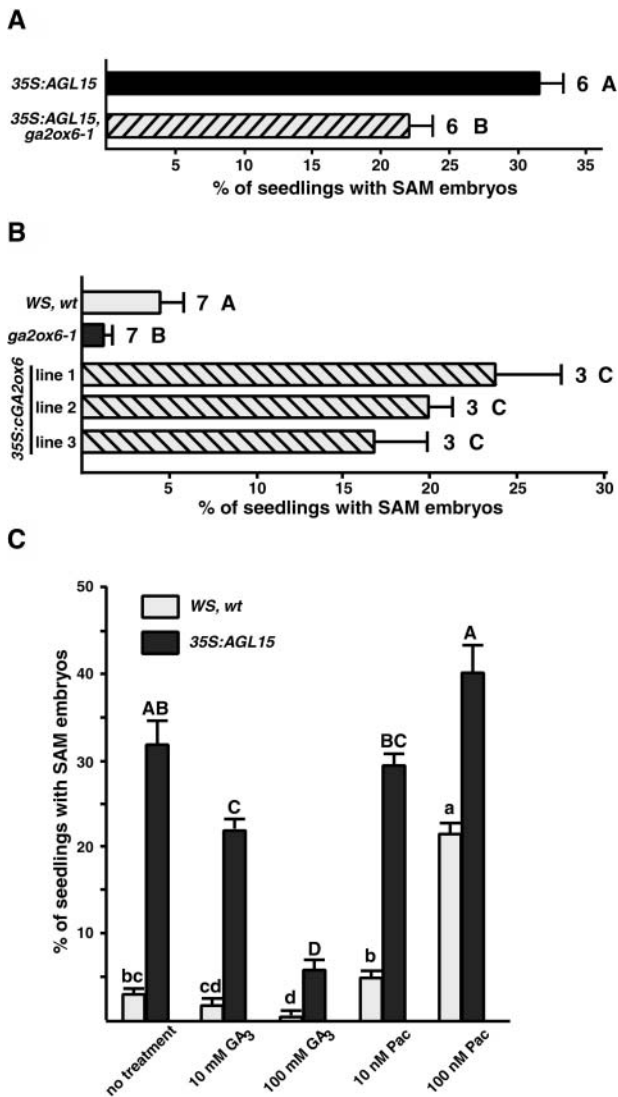 A
35S:AGL15
6 A
35S:AGL15,
ga2ox6-1
6 B
5 10 15 20 25 30 35
% of seedlings with SAM embryos
B
WS, wt
7 A
ga2ox6-1
7 B
35S:cGA2ox6
line 1
3 C
line 2
3 C
line 3
3 C
5 10 15 20 25 30
% of seedlings with SAM embryos
C
% of seedlings with SAM embryos
50
40
30
20
10
WS, wt
35S:AGL15
bc AB
cd C
d D
b BC
a A
no treatment
10 mM GA3
100 mM GA3
10 nM Pac
100 nM Pac